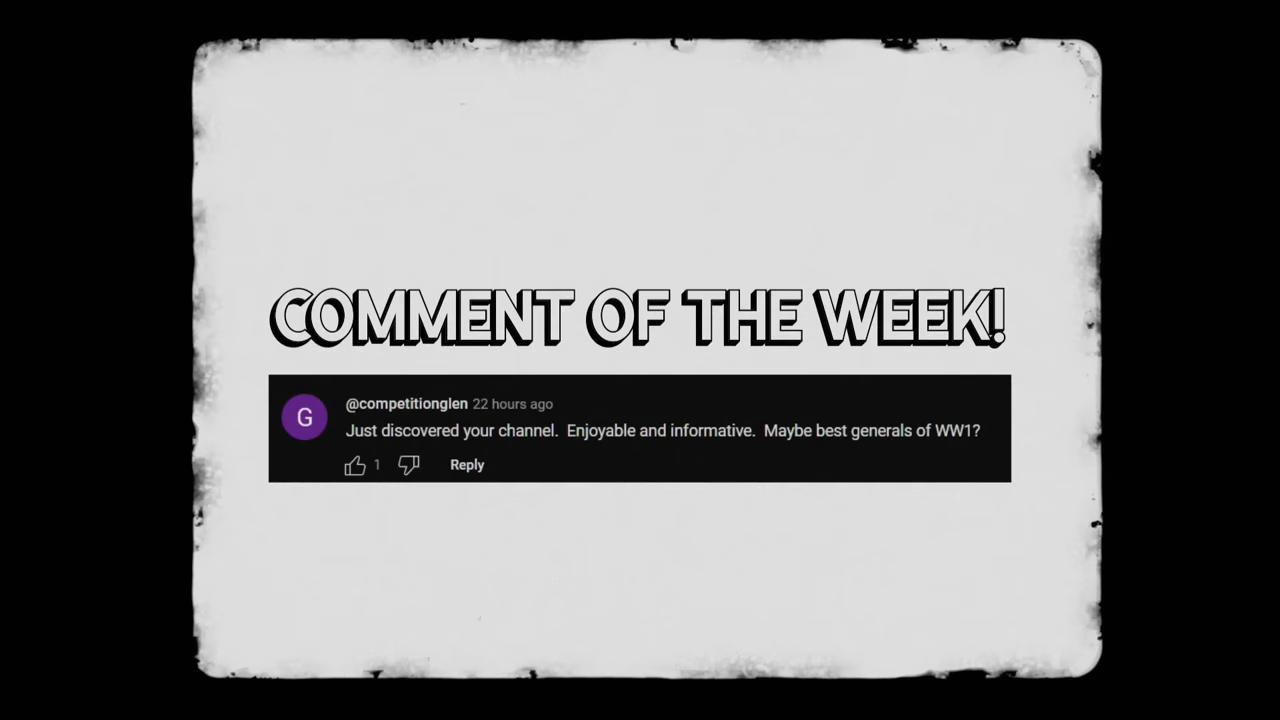 COMMENT OF THE WEEK!
G
@competitionglen 22 hours ago
Just discovered your channel.  Enjoyable and informative.  Maybe best generals of WW1?
1 Reply